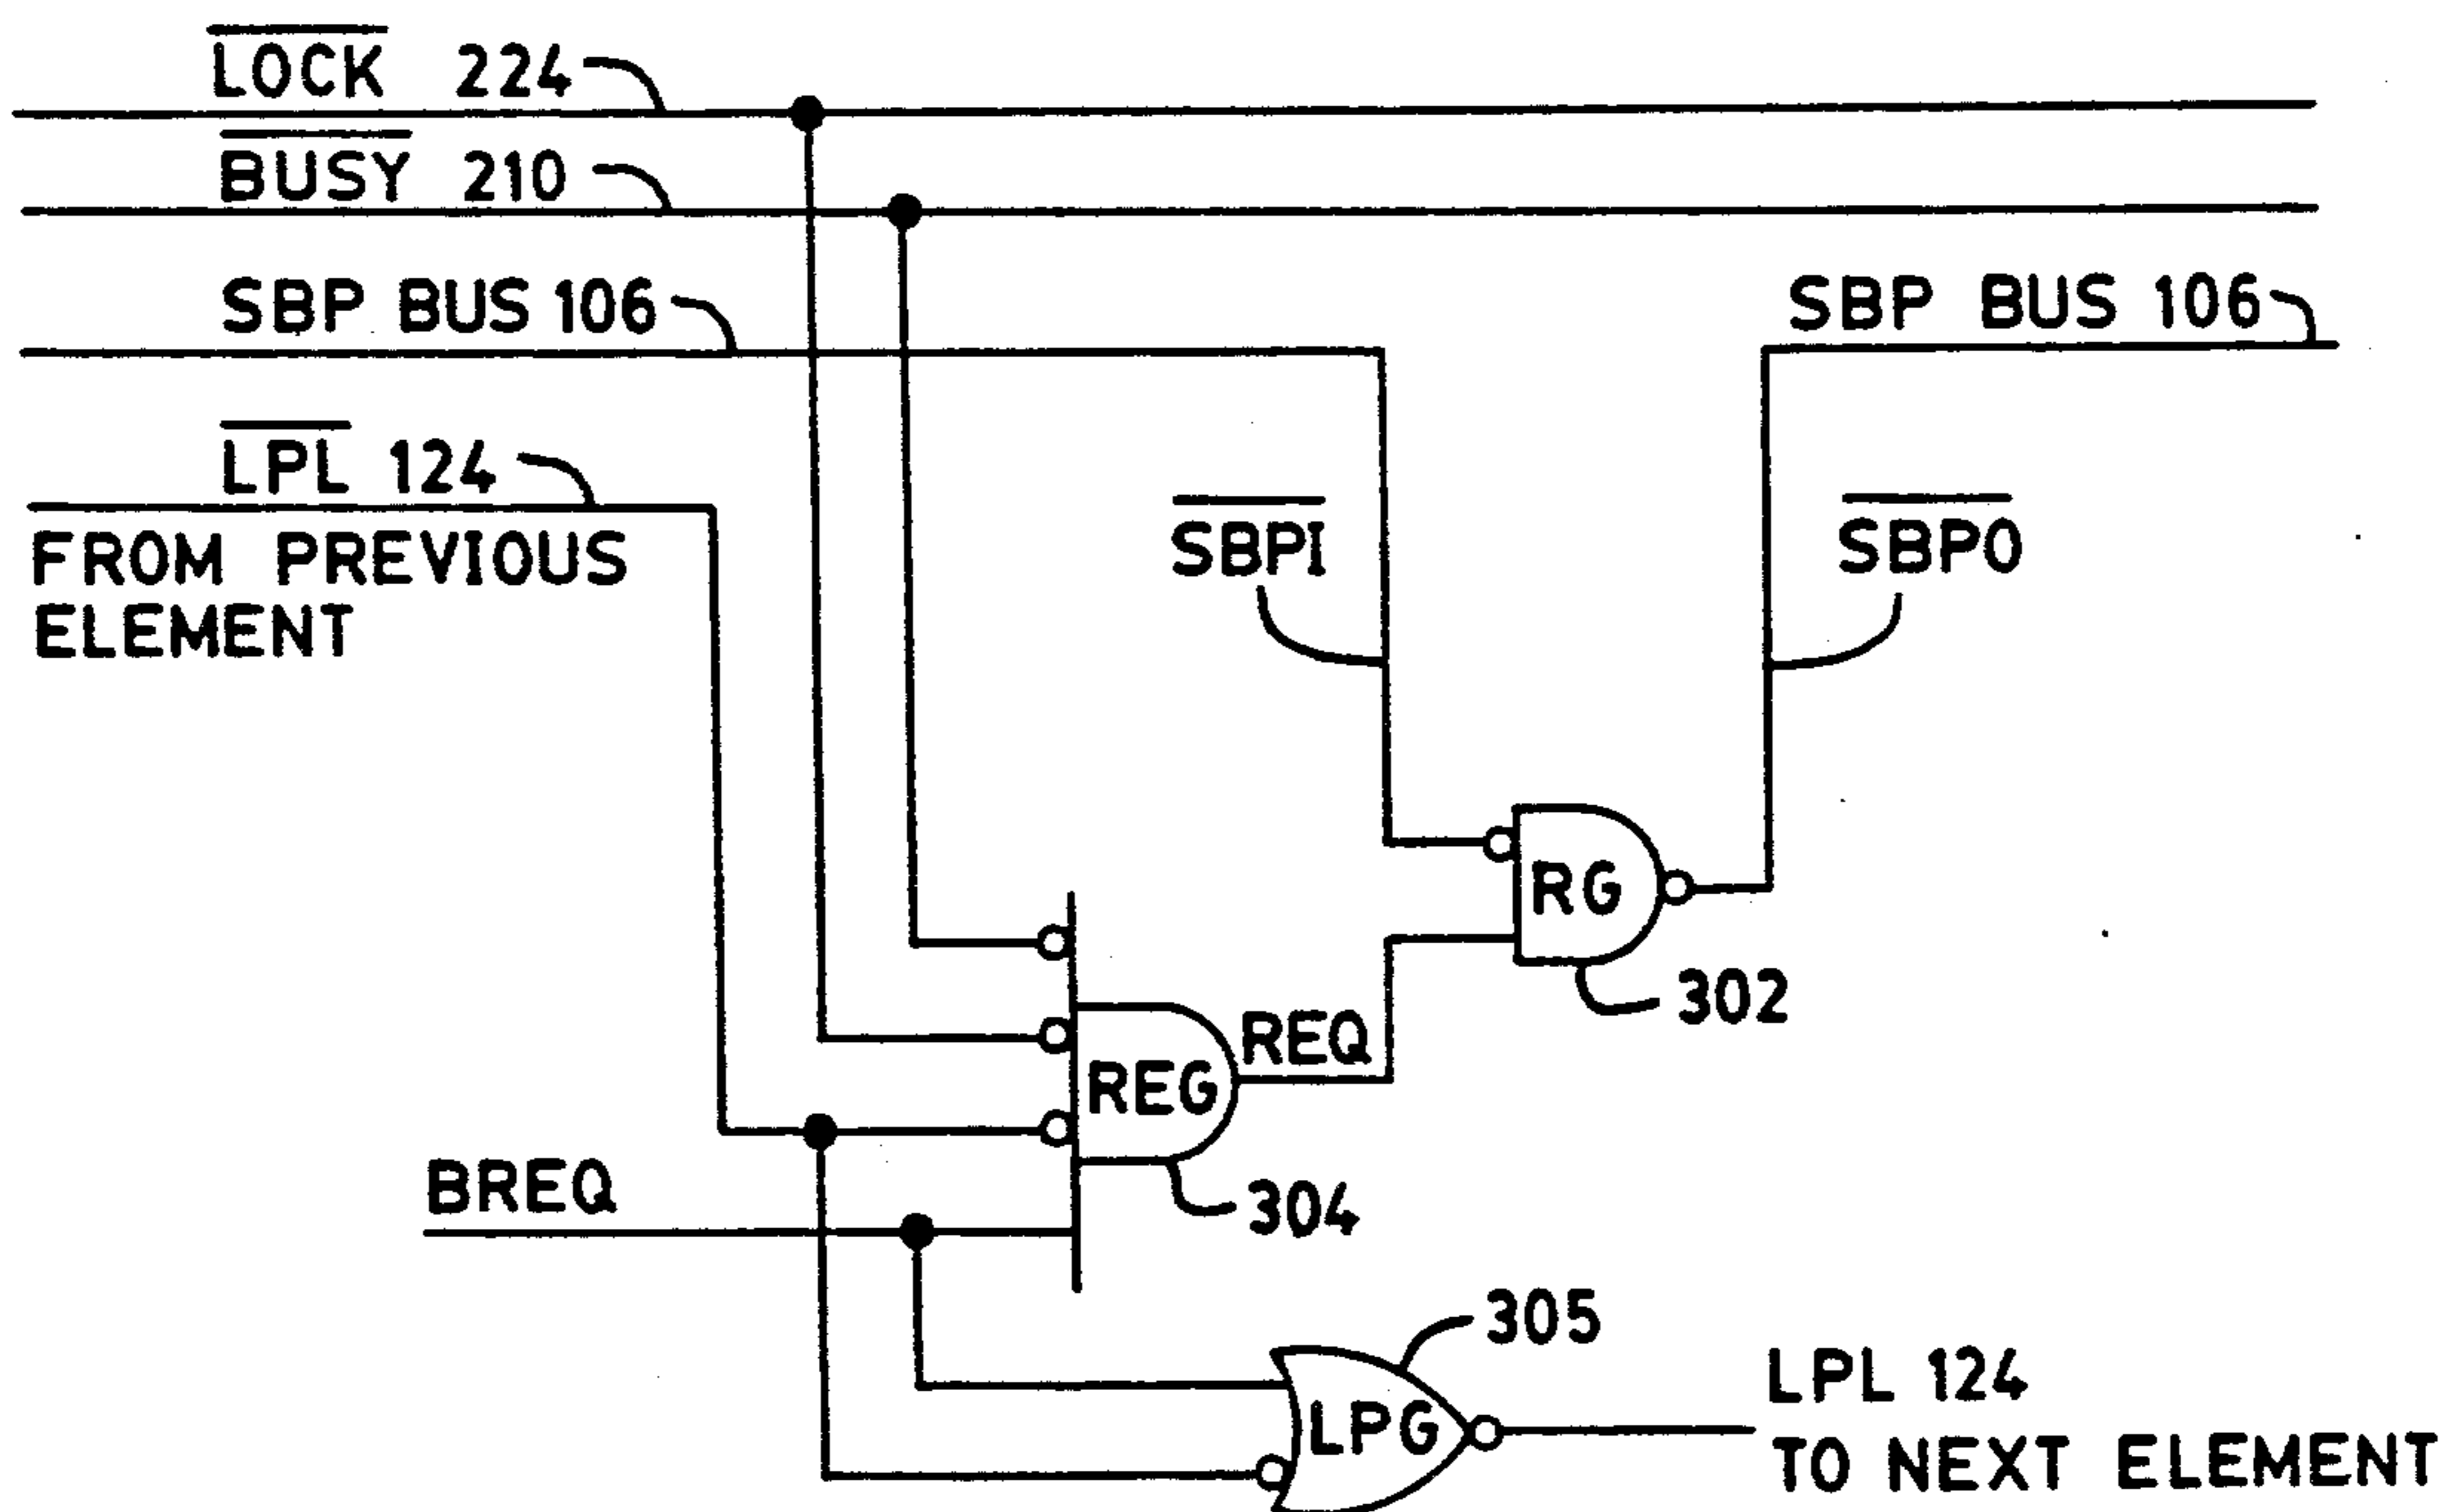 LOCK 224
BUSY 210
SBP BUS 106
SBP BUS 106
LPL 124
FROM PREVIOUS
ELEMENT
SBPI
SBPO
RG
302
REG
REQ
304
BREQ
305
LPG
LPL 124
TO NEXT ELEMENT